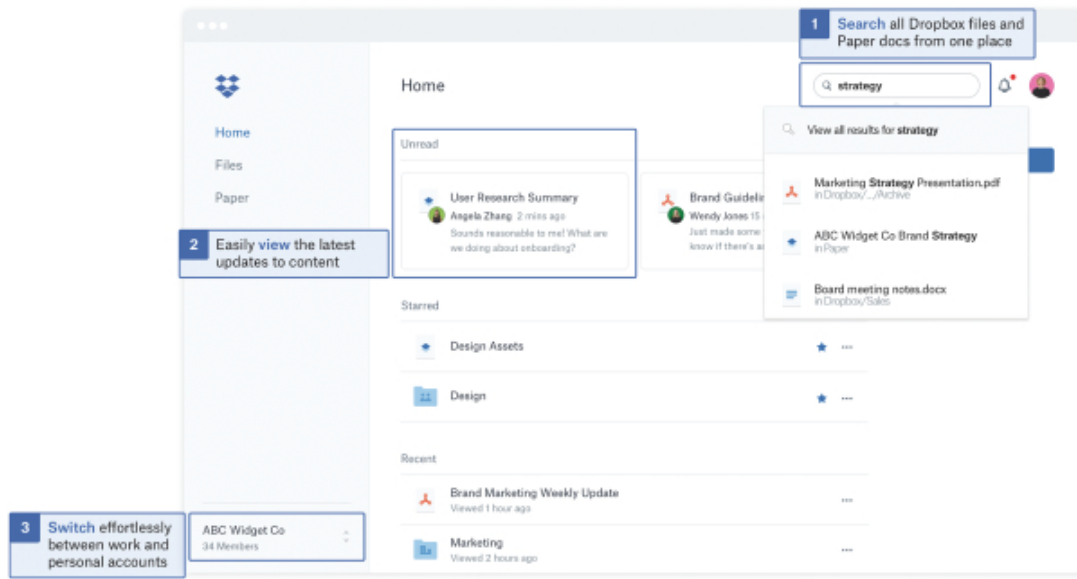 1
Search all Dropbox files and
Paper docs from one place
Home
strategy
View all results for strategy
Marketing Strategy Presentation.pdf
in Dropbox/.../Archive
ABC Widget Co Brand Strategy
in Paper
Board meeting notes.docx
in Dropbox/Sales
Home
Files
Paper
2
Easily view the latest
updates to content
Unread
User Research Summary
Angela Zhang 2 mins ago
Sounds reasonable to me! What are
we doing about onboarding?
Brand Guidelin
Wendy Jones 15
Just made some
know if there's a
Starred
Design Assets
Design
Recent
Brand Marketing Weekly Update
Viewed 1 hour ago
Marketing
Viewed 2 hours ago
3
Switch effortlessly
between work and
personal accounts
ABC Widget Co
34 Members